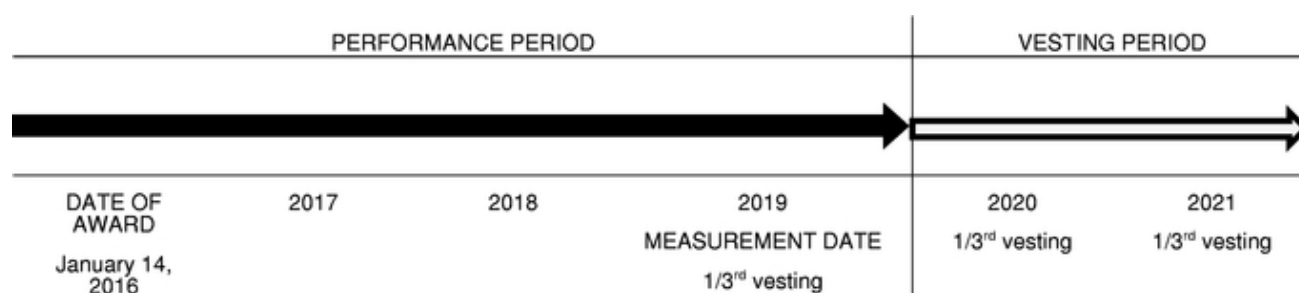 PERFORMANCE PERIOD VESTING PERIOD
DATE OF 2017 2018 2019 2020 2021
AWARD
MEASUREMENT DATE 1/3rd vesting 1/3rd vesting
January 14,
2016
1/3rd vesting